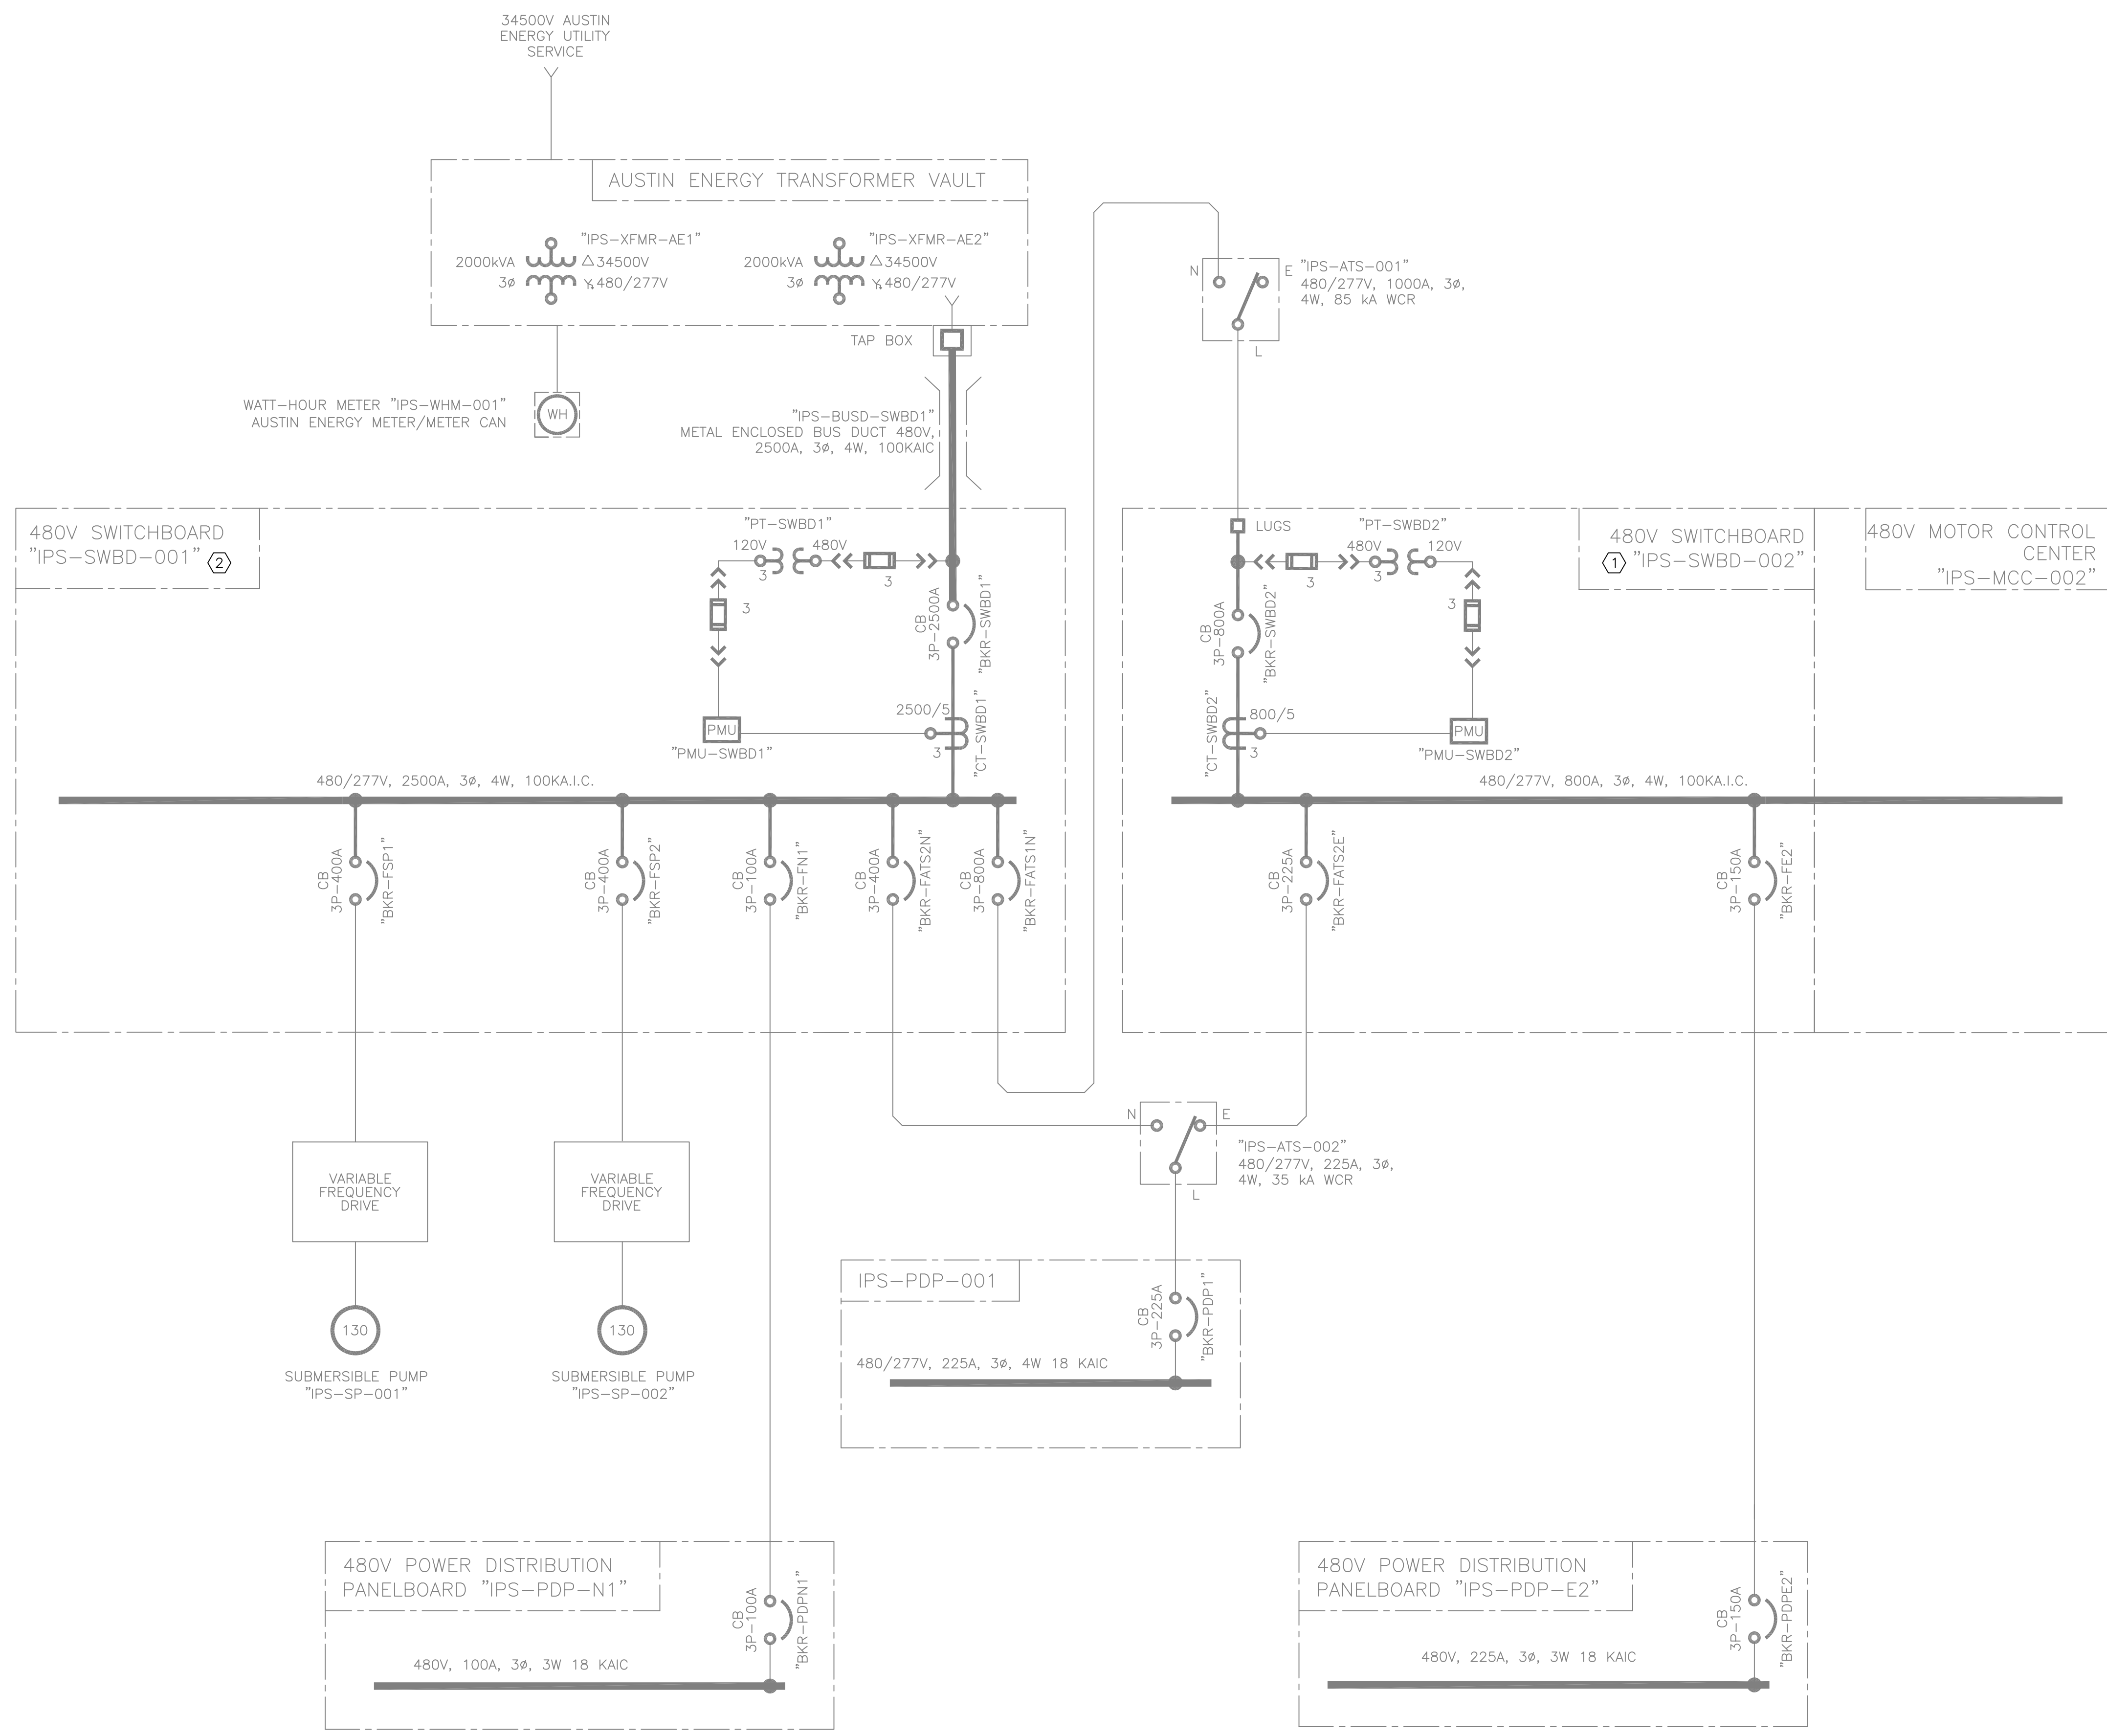 34500V AUSTIN
ENERGY UTILITY
SERVICE
AUSTIN ENERGY TRANSFORMER VAULT
"IPS-XFMR-AE1"
2000kVA
△34500V
3ø
480/277V
"IPS-XFMR-AE2"
2000kVA
△34500V
3ø
480/277V
TAP BOX
WATT-HOUR METER "IPS-WHM-001"
AUSTIN ENERGY METER/METER CAN
WH
"IPS-BUSD-SWBD1"
METAL ENCLOSED BUS DUCT 480V,
2500A, 3ø, 4W, 100KAIC
N
E
L
"IPS-ATS-001"
480/277V, 1000A, 3ø,
4W, 85 kA WCR
480V SWITCHBOARD
"IPS-SWBD-001"
2
"PT-SWBD1"
120V
480V
3
3
3
CB
3P-2500A
"BKR-SWBD1"
2500/5
3
"CT-SWBD1"
PMU
"PMU-SWBD1"
480/277V, 2500A, 3ø, 4W, 100KA.I.C.
CB
3P-400A
"BKR-FSP1"
CB
3P-400A
"BKR-FSP2"
CB
3P-100A
"BKR-FN1"
CB
3P-400A
"BKR-FATS2N"
CB
3P-800A
"BKR-FATS1N"
LUGS
"PT-SWBD2"
480V
120V
3
3
3
480V SWITCHBOARD
1
"IPS-SWBD-002"
480V MOTOR CONTROL
CENTER
"IPS-MCC-002"
CB
3P-800A
"BKR-SWBD2"
"CT-SWBD2"
800/5
3
PMU
"PMU-SWBD2"
480/277V, 800A, 3ø, 4W, 100KA.I.C.
CB
3P-225A
"BKR-FATS2E"
CB
3P-150A
"BKR-FE2"
N
E
L
"IPS-ATS-002"
480/277V, 225A, 3ø,
4W, 35 kA WCR
VARIABLE
FREQUENCY
DRIVE
VARIABLE
FREQUENCY
DRIVE
130
SUBMERSIBLE PUMP
"IPS-SP-001"
130
SUBMERSIBLE PUMP
"IPS-SP-002"
IPS-PDP-001
CB
3P-225A
"BKR-PDP1"
480/277V, 225A, 3ø, 4W 18 KAIC
480V POWER DISTRIBUTION
PANELBOARD "IPS-PDP-N1"
CB
3P-100A
"BKR-PDPN1"
480V, 100A, 3ø, 3W 18 KAIC
480V POWER DISTRIBUTION
PANELBOARD "IPS-PDP-E2"
CB
3P-150A
"BKR-PDPE2"
480V, 225A, 3ø, 3W 18 KAIC